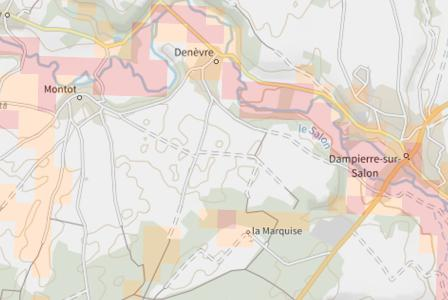 Denèvre
Montot
le Salon
Dampierre-sur-
Salon
la Marquise